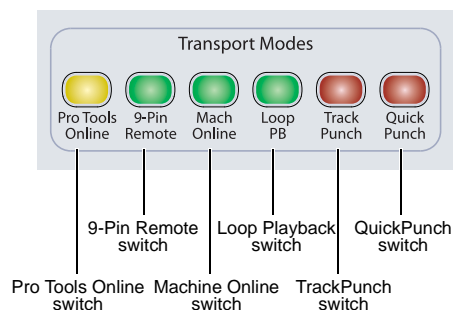 Transport Modes
Pro Tools Online
9-Pin Remote
Mach Online
Loop PB
Track Punch
Quick Punch
9-Pin Remote switch
Loop Playback switch
QuickPunch switch
Pro Tools Online switch
Machine Online switch
TrackPunch switch